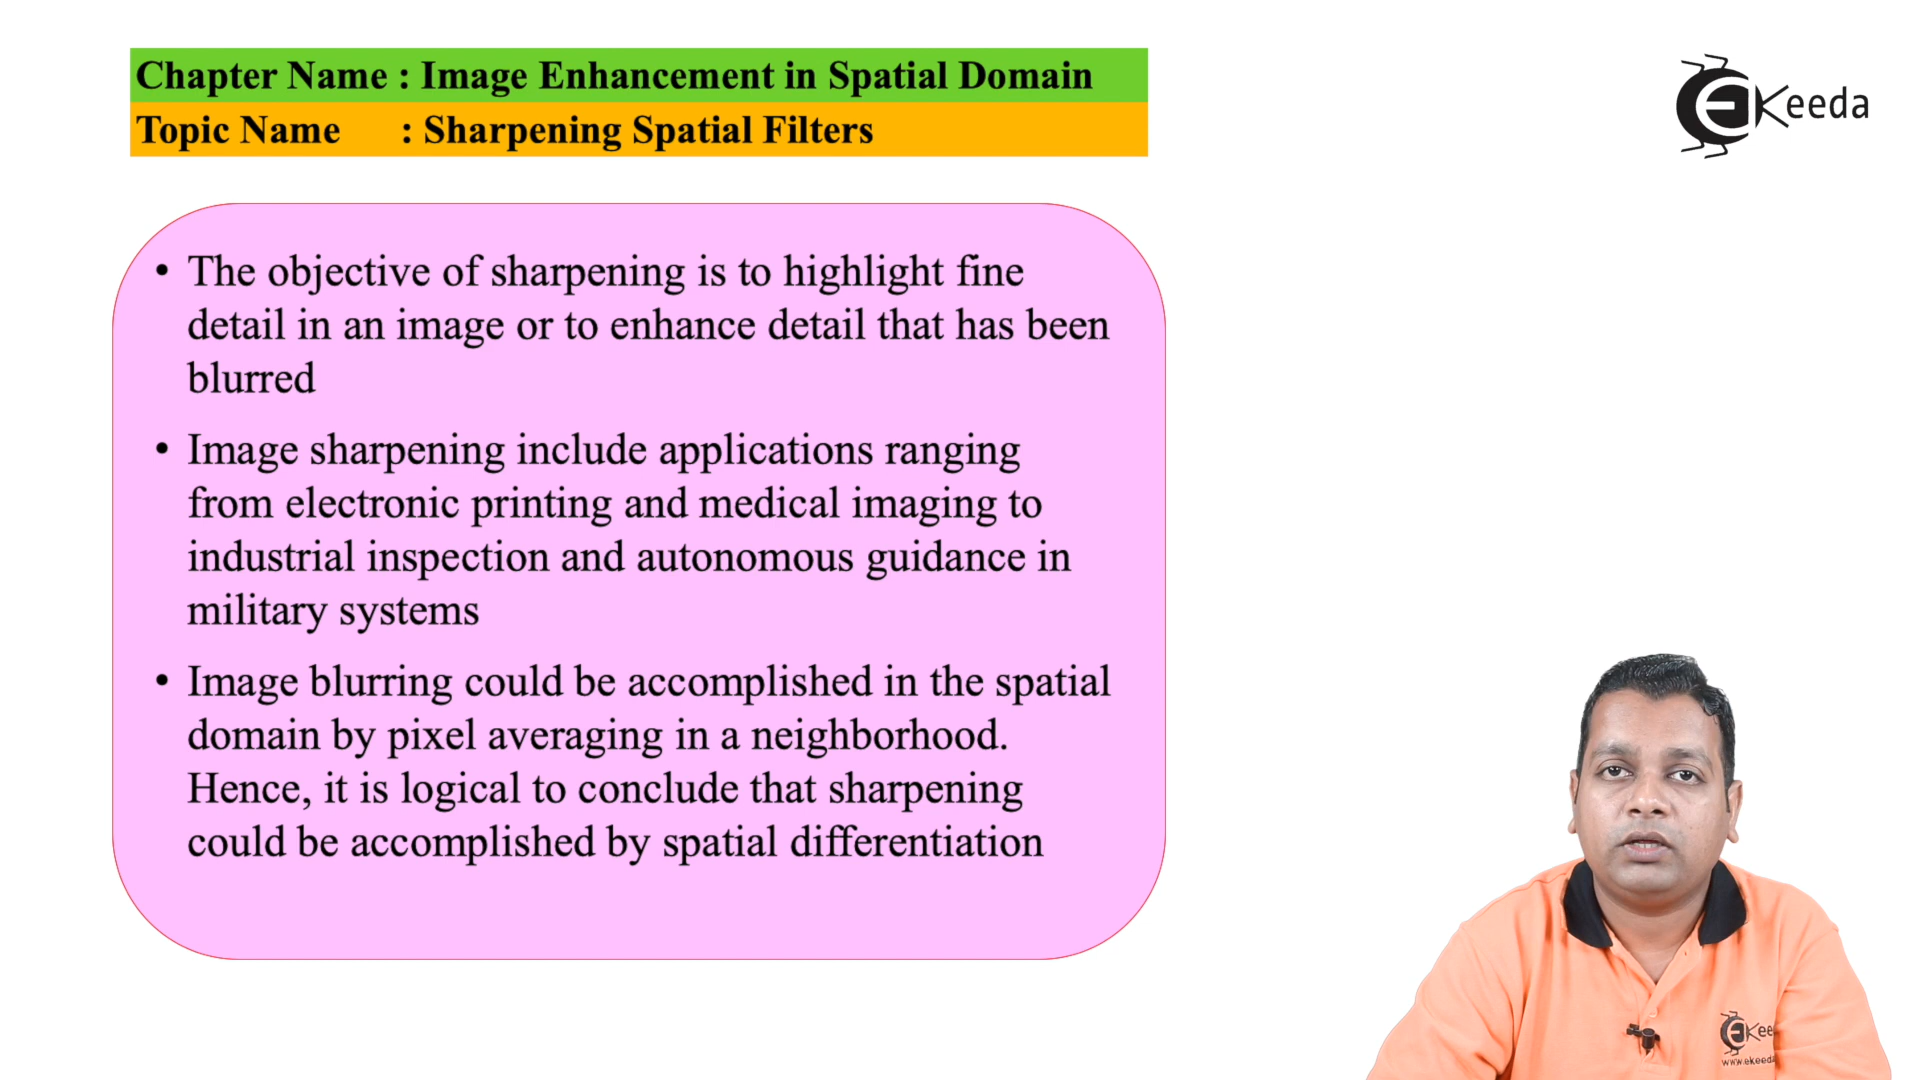 Chapter Name : Image Enhancement in Spatial Domain
Topic Name : Sharpening Spatial Filters
eKeeda
• The objective of sharpening is to highlight fine
detail in an image or to enhance detail that has been
blurred
• Image sharpening include applications ranging
from electronic printing and medical imaging to
industrial inspection and autonomous guidance in
military systems
• Image blurring could be accomplished in the spatial
domain by pixel averaging in a neighborhood.
Hence, it is logical to conclude that sharpening
could be accomplished by spatial differentiation
eKee
www.ekeeda